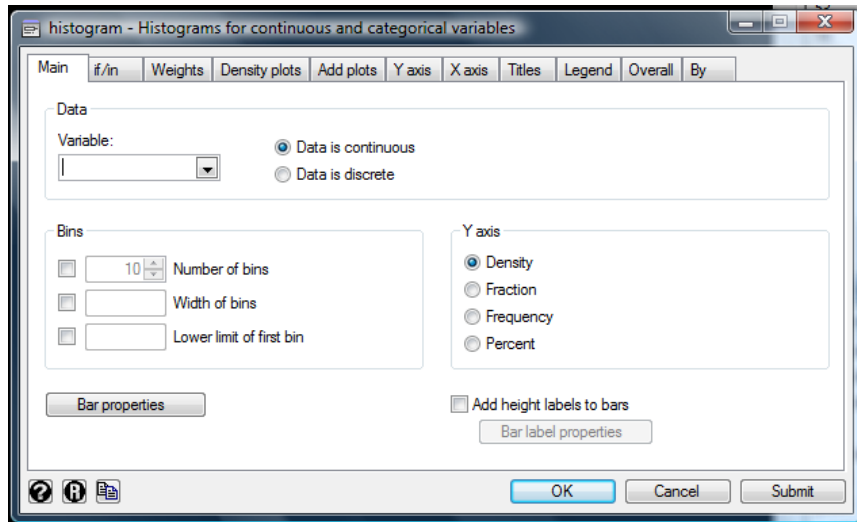 histogram - Histograms for continuous and categorical variables
Main if/in Weights Density plots Add plots Y axis X axis Titles Legend Overall By
Data
Variable:
Data is continuous
Data is discrete
Bins
10 Number of bins
Width of bins
Lower limit of first bin
Y axis
Density
Fraction
Frequency
Percent
Bar properties
Add height labels to bars
Bar label properties
? R
OK Cancel Submit